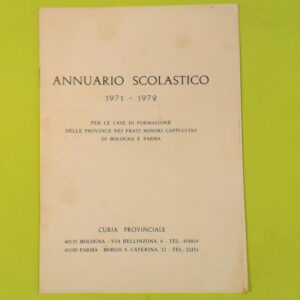 ANNUARIO SCOLASTICO
1971 - 1972
PER LE CASE DI FORMAZIONE
DELLE PROVINCE DEI FRATI MINORI CAPPUCCINI
DI BOLOGNA E PARMA
CURIA PROVINCIALE
40135 BOLOGNA - VIA BELLINZONA, 6 - TEL. 418819
43100 PARMA - BORGO S. CATERINA, 12 - TEL. 22451